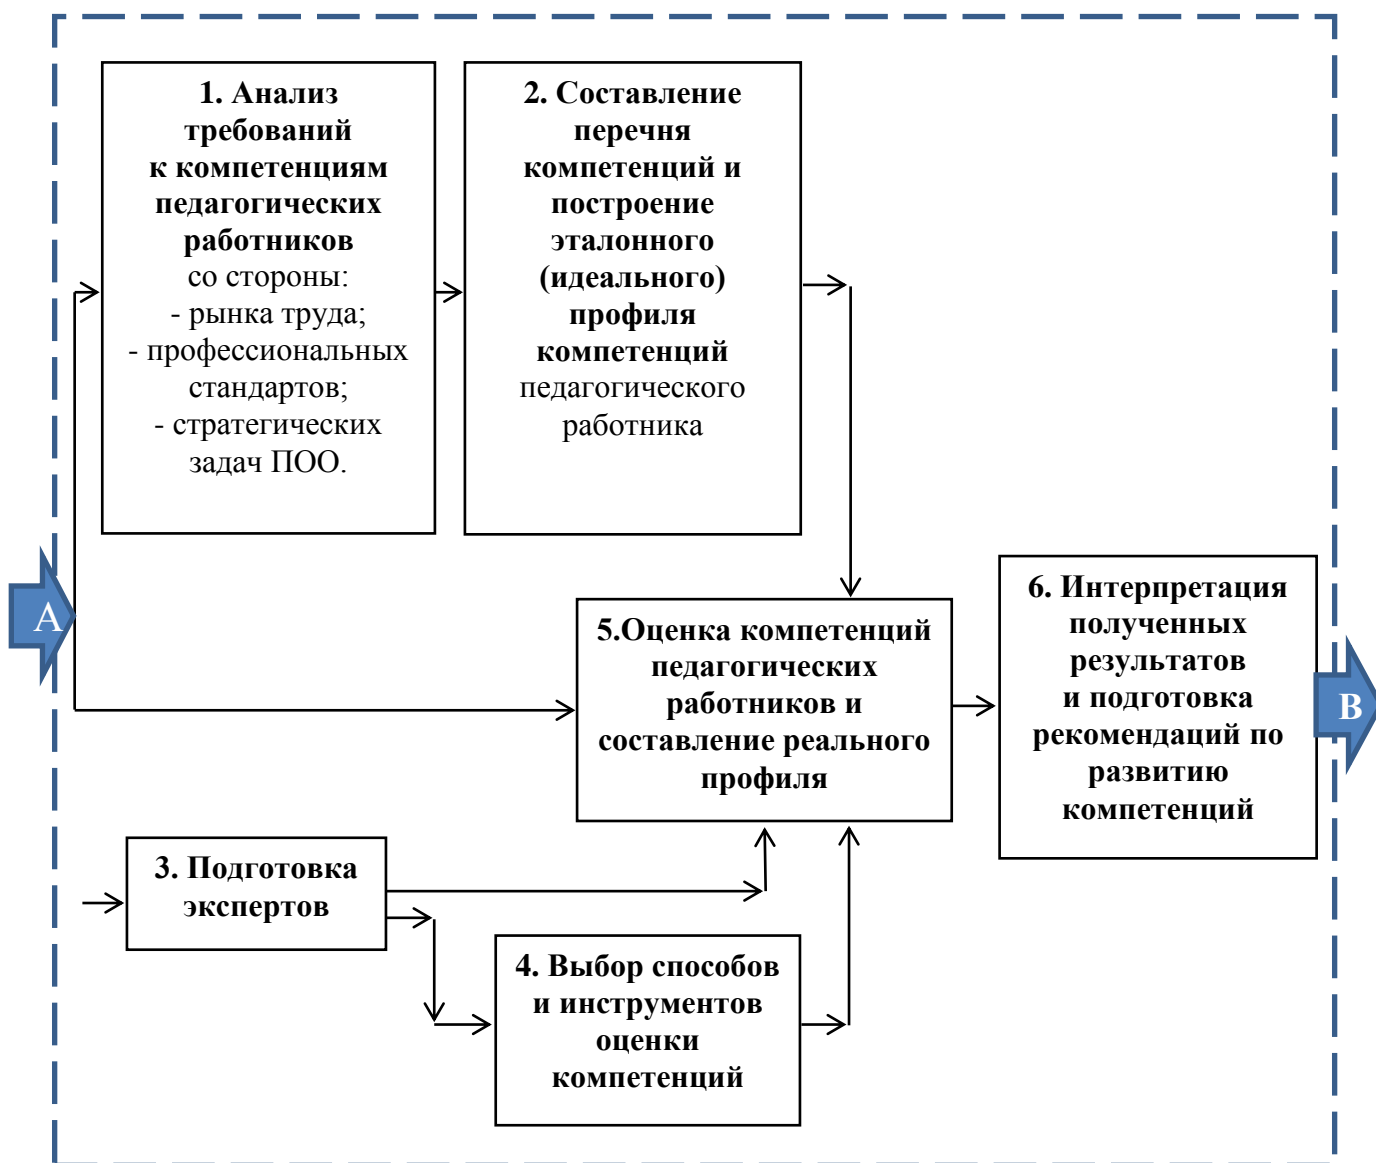 1. Анализ
требований
к компетенциям
педагогических
работников
со стороны:
- рынка труда;
- профессиональных
стандартов;
- стратегических
задач ПОО.
2. Составление
перечня
компетенций и
построение
эталонного
(идеального)
профиля
компетенций
педагогического
работника
А
5.Оценка компетенций
педагогических
работников и
составление реального
профиля
6. Интерпретация
полученных
результатов
и подготовка
рекомендаций по
развитию
компетенций
В
3. Подготовка
экспертов
4. Выбор способов
и инструментов
оценки
компетенций